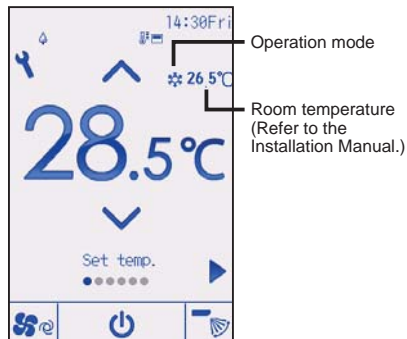 14:30Fri
Operation mode
26.5℃
Room temperature
(Refer to the
Installation Manual.)
28.5℃
Set temp.